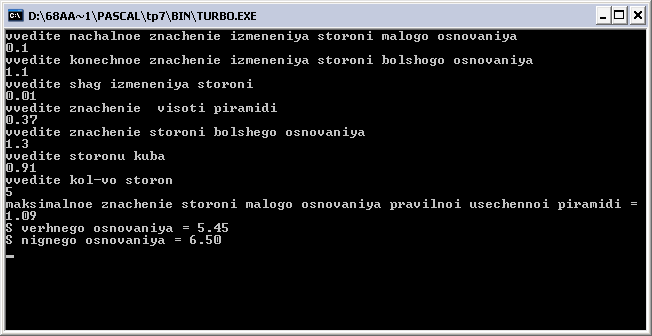 D:\68AA~1\PASCAL\tp7\BIN\TURBO.EXE
vvedite nachalnoe znachenie izmeneniya storoni malogo osnovaniya
0.1
vvedite konechnoe znachenie izmeneniya storoni bolshogo osnovaniya
1.1
vvedite shag izmeneniya storoni
0.01
vvedite znachenie  visoti piramidi
0.37
vvedite znachenie storoni bolshego osnovaniya
1.3
vvedite storonu kuba
0.91
vvedite kol-vo storon
5
maksimalnoe znachenie storoni malogo osnovaniya pravilnoi usechennoi piramidi =
1.09
S verhnego osnovaniya = 5.45
S nignego osnovaniya = 6.50